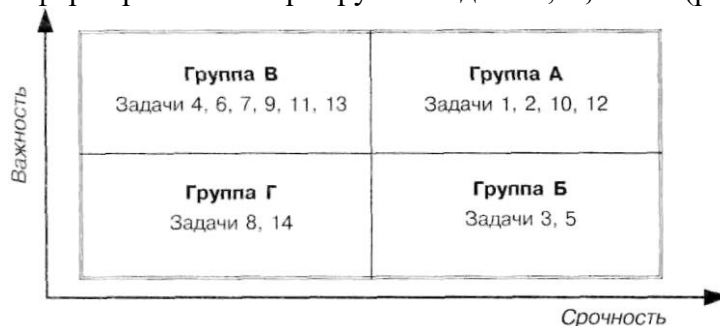 Группа В
Задачи 4, 6, 7, 9, 11, 13
Группа А
Задачи 1, 2, 10, 12
Важность
Группа Г
Задачи 8, 14
Группа Б
Задачи 3, 5
Срочность